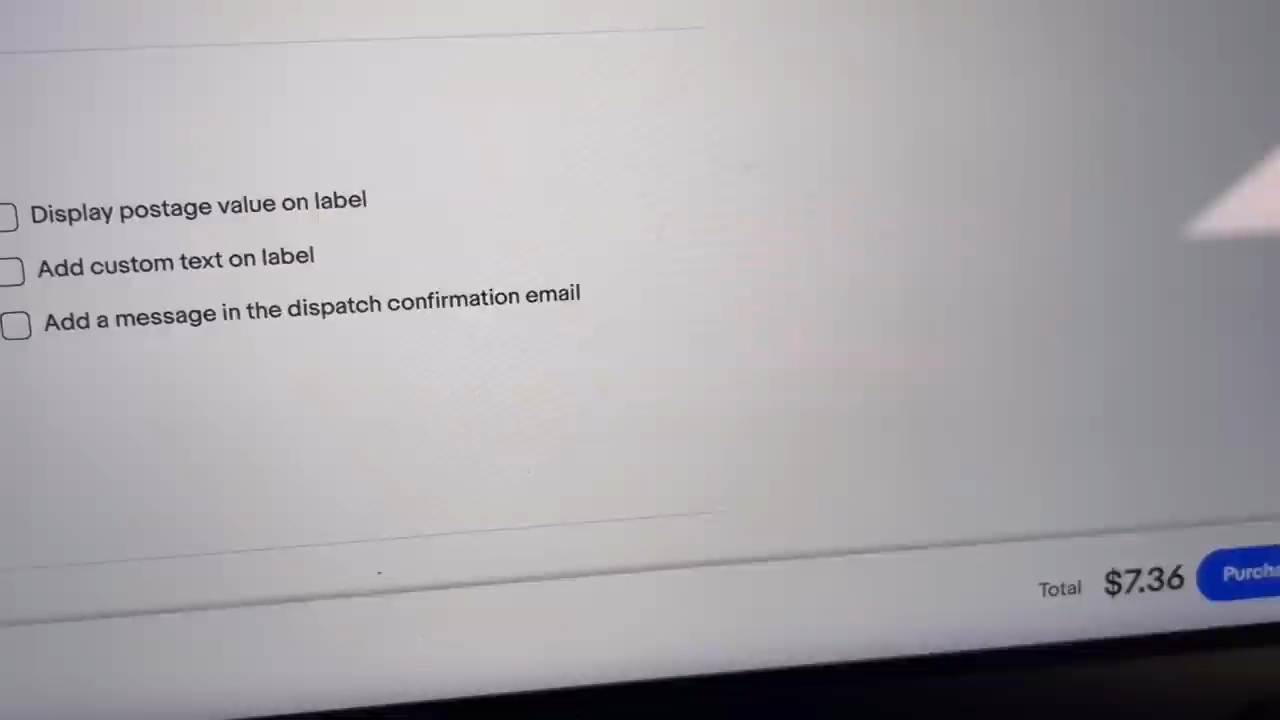 Display postage value on label
Add custom text on label
Add a message in the dispatch confirmation email
Total $7.36